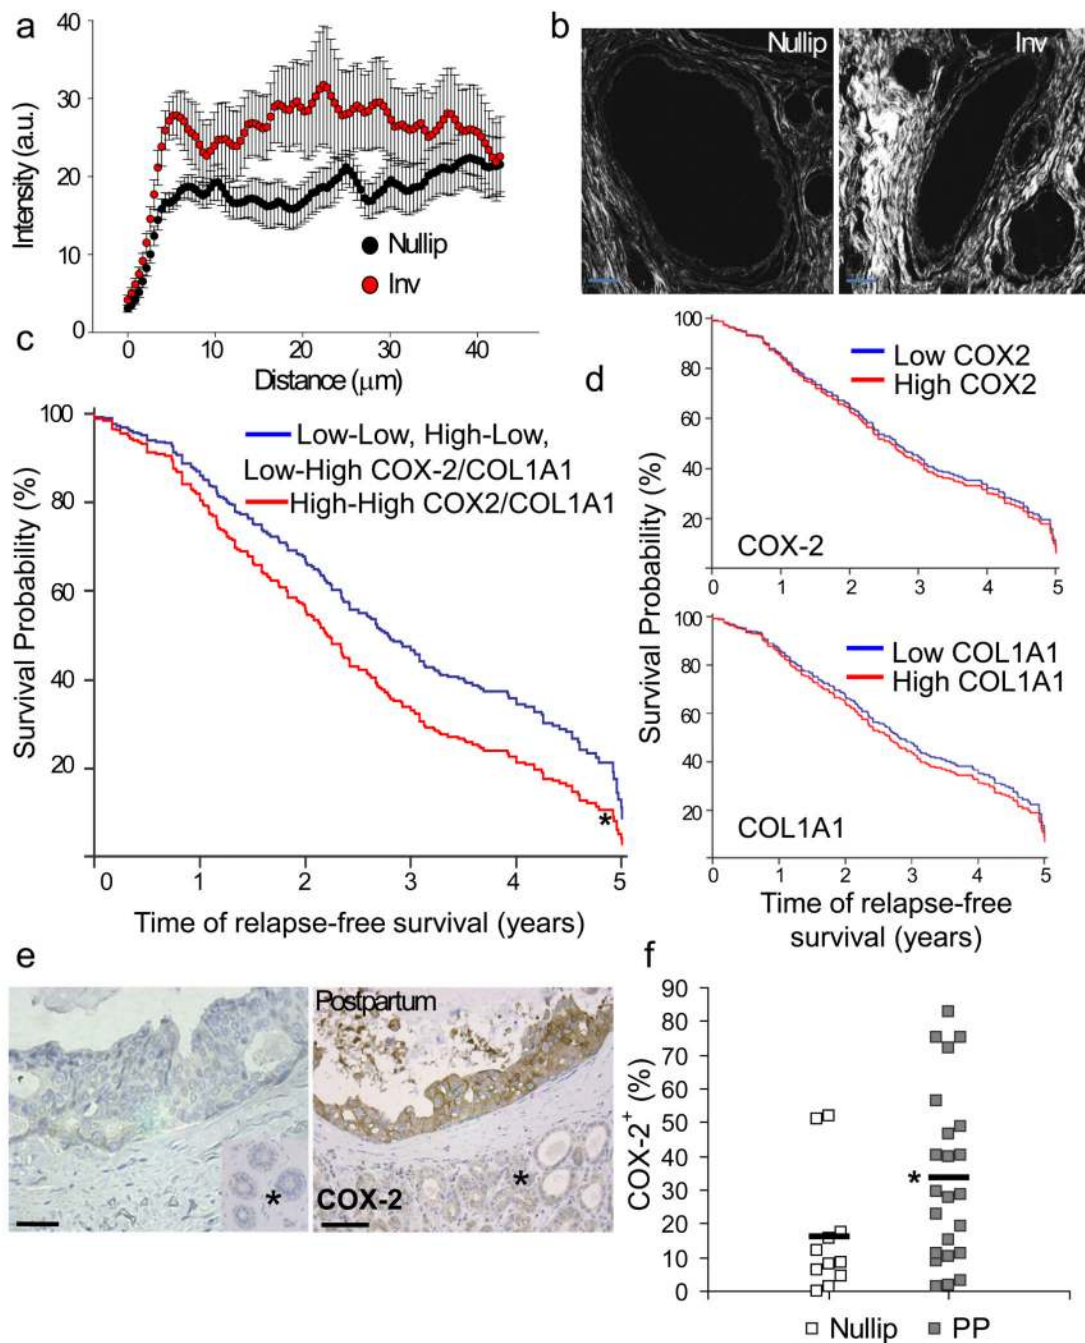 a
40
30
20
10
0
Intensity (a.u.)
Nullip
Inv
0 10 20 30 40
Distance (μm)
b
Nullip
Inv
c
100
80
60
40
20
Survival Probability (%)
Low-Low, High-Low,
Low-High COX-2/COL1A1
High-High COX2/COL1A1
*
0 1 2 3 4 5
Time of relapse-free survival (years)
d
100
80
60
40
20
Low COX2
High COX2
COX-2
0 1 2 3 4 5
Survival Probability (%)
100
80
60
40
20
Low COL1A1
High COL1A1
COL1A1
0 1 2 3 4 5
Time of relapse-free
survival (years)
e
*
Postpartum
*
COX-2
f
90
80
70
60
50
40
30
20
10
0
COX-2+ (%)
*
Nullip PP